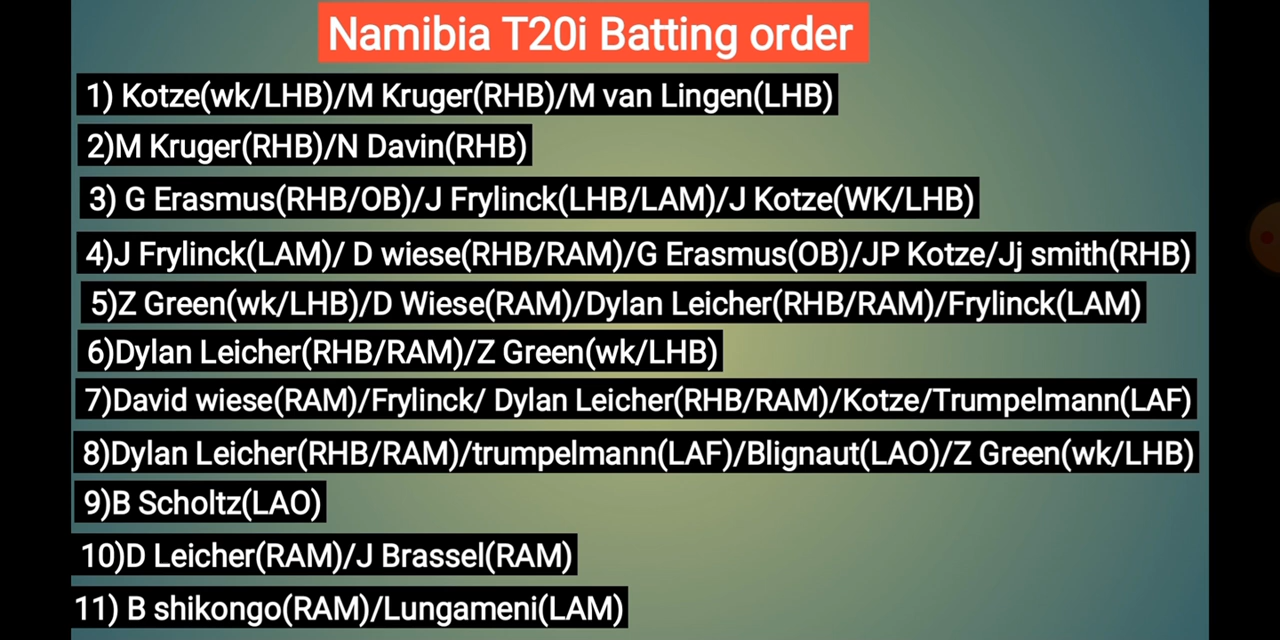 Namibia T20i Batting order
1) Kotze(wk/LHB)/M Kruger(RHB)/M van Lingen(LHB)
2)M Kruger(RHB)/N Davin(RHB)
3) G Erasmus(RHB/OB)/J Frylinck(LHB/LAM)/J Kotze(WK/LHB)
4)J Frylinck(LAM)/ D wiese(RHB/RAM)/G Erasmus(OB)/JP Kotze/Jj smith(RHB)
5)Z Green(wk/LHB)/D Wiese(RAM)/Dylan Leicher(RHB/RAM)/Frylinck(LAM)
6)Dylan Leicher(RHB/RAM)/Z Green(wk/LHB)
7)David wiese(RAM)/Frylinck/ Dylan Leicher(RHB/RAM)/Kotze/Trumpelmann(LAF)
8)Dylan Leicher(RHB/RAM)/trumpelmann(LAF)/Blignaut(LAO)/Z Green(wk/LHB)
9)B Scholtz(LAO)
10)D Leicher(RAM)/J Brassel(RAM)
11) B shikongo(RAM)/Lungameni(LAM)